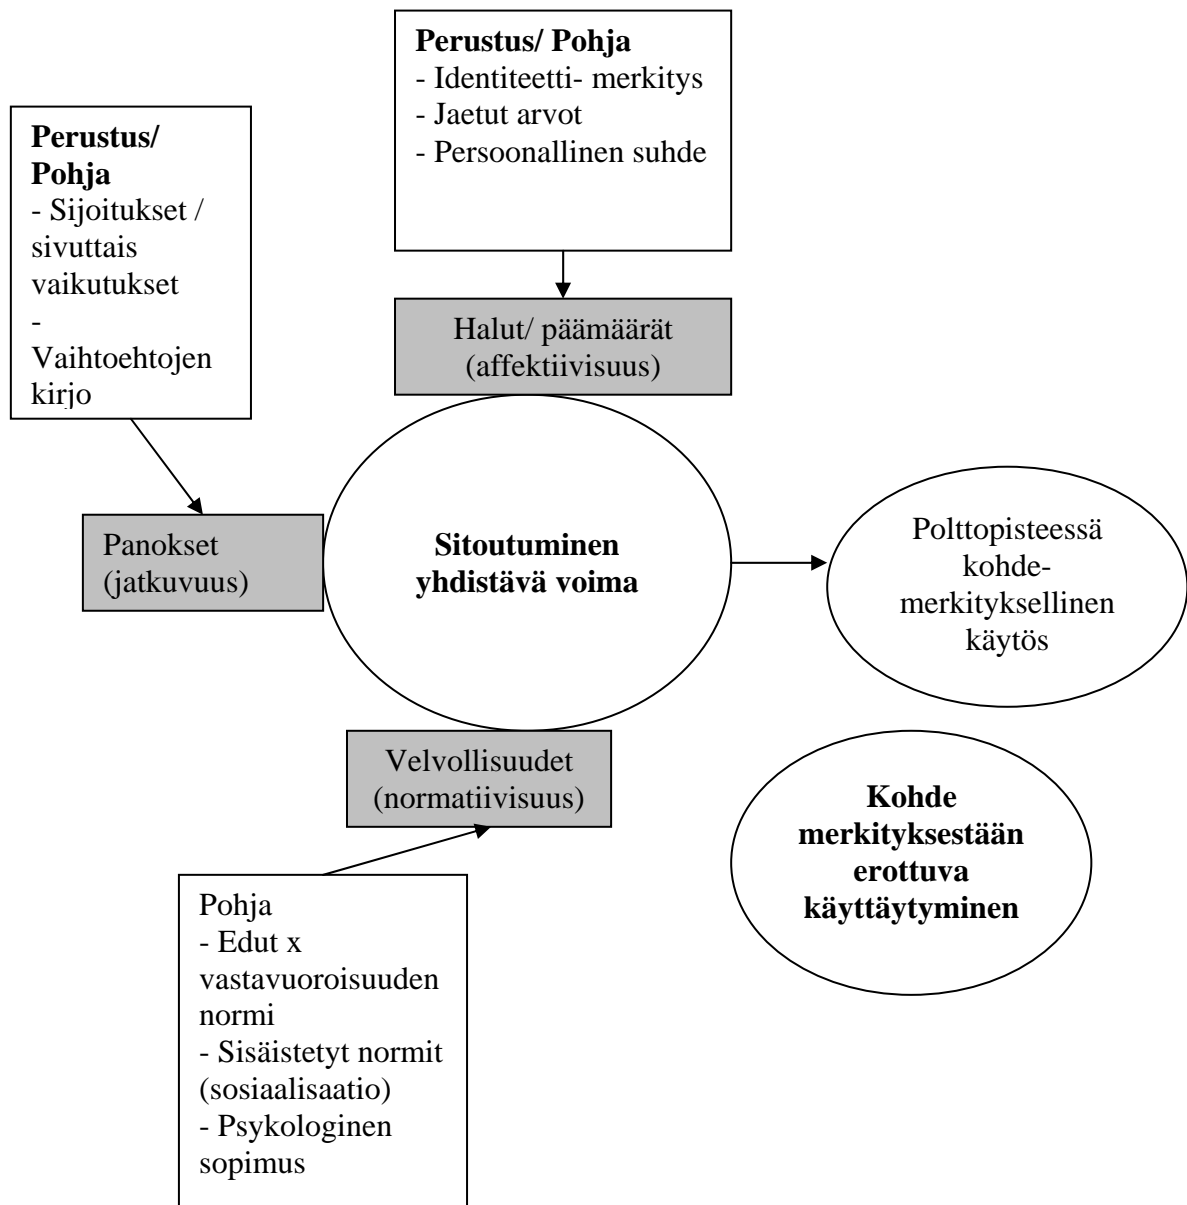 Perustus/ Pohja
- Identiteetti- merkitys
- Jaetut arvot
- Persoonallinen suhde
Perustus/
Pohja
- Sijoitukset /
sivuttais
vaikutukset
-
Vaihtoehtojen
kirjo
Halut/ päämäärät
(affektiivisuus)
Panokset
(jatkuvuus)
Sitoutuminen
yhdistävä voima
Polttopisteessä
kohde-
merkityksellinen
käytös
Velvollisuudet
(normatiivisuus)
Kohde
merkityksestään
erottuva
käyttäytyminen
Pohja
- Edut x
vastavuoroisuuden
normi
- Sisäistetyt normit
(sosiaalisaatio)
- Psykologinen
sopimus